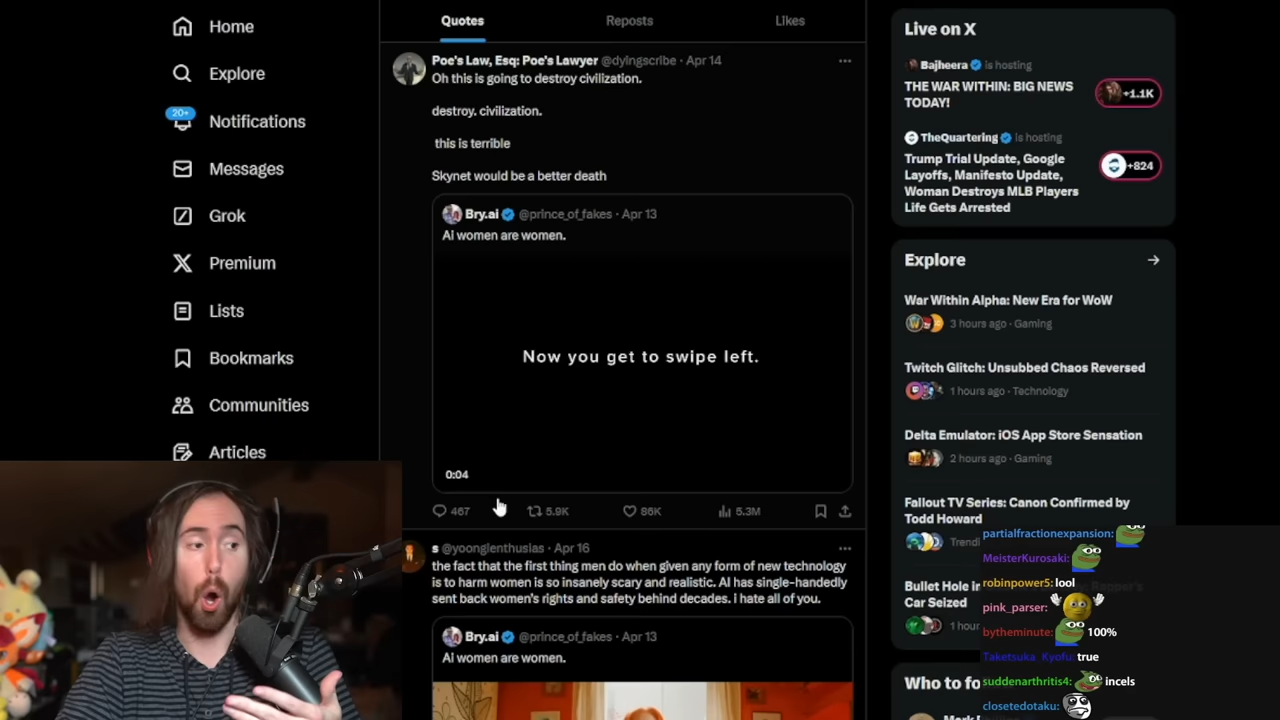 Home
Explore
20+
Notifications
Messages
Grok
Premium
Lists
Bookmarks
Communities
Articles
Quotes
Reposts
Likes
Poe's Law, Esq: Poe's Lawyer @dyingscribe · Apr 14
Oh this is going to destroy civilization.
destroy. civilization.
this is terrible
Skynet would be a better death
Bry.ai @prince_of_fakes · Apr 13
AI women are women.
Now you get to swipe left.
0:04
467
5.9K
86K
5.3M
s @yoonglenthusias · Apr 16
the fact that the first thing men do when given any form of new technology
is to harm women is so insanely scary and realistic. AI has single-handedly
sent back women's rights and safety behind decades. i hate all of you.
Bry.ai @prince_of_fakes · Apr 13
AI women are women.
Live on X
Bajheera is hosting
THE WAR WITHIN: BIG NEWS
TODAY!
+1.1K
TheQuartering is hosting
Trump Trial Update, Google
Layoffs, Manifesto Update,
Woman Destroys MLB Players
Life Gets Arrested
+824
Explore
War Within Alpha: New Era for WoW
3 hours ago · Gaming
Twitch Glitch: Unsubbed Chaos Reversed
1 hours ago · Technology
Delta Emulator: iOS App Store Sensation
2 hours ago · Gaming
Fallout TV Series: Canon Confirmed by
Todd Howard
Bullet Hole
Car Seized
1 hour
Who to
partialfractionexpansion:
MeisterKurosaki:
robinpower5: lool
pink_parser:
bytheminute: 100%
Taketsuka_Kyofu: true
suddenarthritis4: incels
closetedotaku: